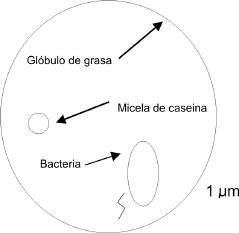 Glóbulo de grasa
Micela de caseina
Bacteria
1 µm